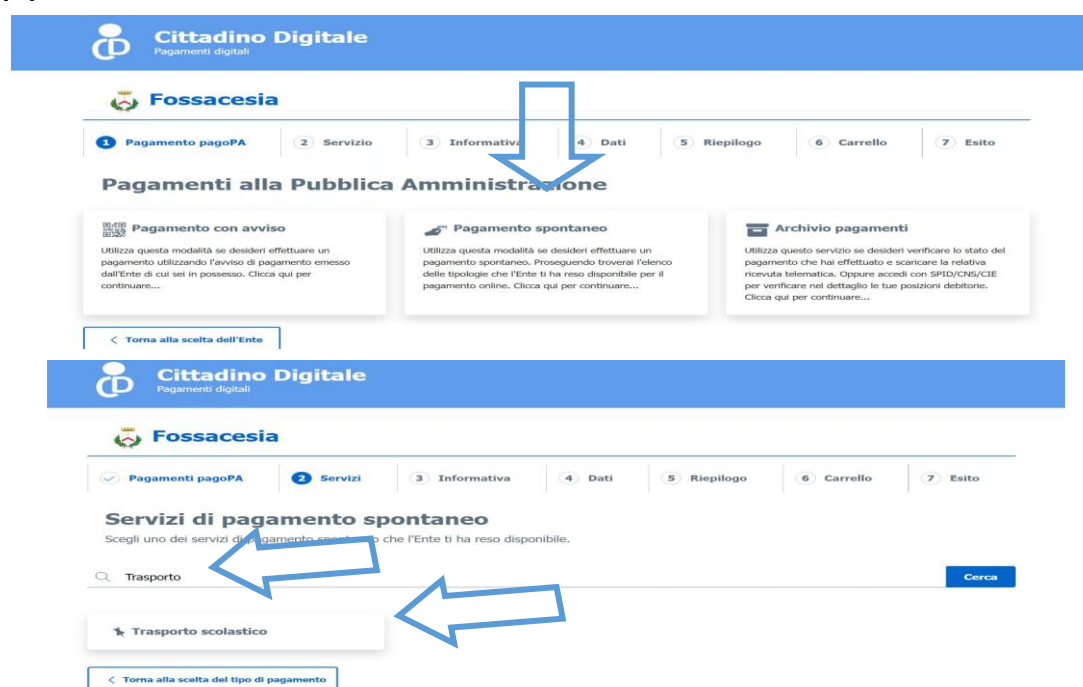 Cittadino Digitale
Pagamenti digitali
Fossacesia
1 Pagamento pagoPA 2 Servizio 3 Informativa 4 Dati 5 Riepilogo 6 Carrello 7 Esito
Pagamenti alla Pubblica Amministrazione
Pagamento con avviso
Utilizza questa modalità se desideri effettuare un
pagamento utilizzando l'avviso di pagamento emesso
dall'Ente di cui sei in possesso. Clicca qui per
continuare...
Pagamento spontaneo
Utilizza questa modalità se desideri effettuare un
pagamento spontaneo. Proseguendo troverai l'elenco
delle tipologie che l'Ente ti ha reso disponibile per il
pagamento online. Clicca qui per continuare...
Archivio pagamenti
Utilizza questo servizio se desideri verificare lo stato del
pagamento che hai effettuato e scaricare la relativa
ricevuta telematica. Oppure accedi con SPID/CNS/CIE
per verificare nel dettaglio le tue posizioni debitorie.
Clicca qui per continuare...
< Torna alla scelta dell'Ente
Cittadino Digitale
Pagamenti digitali
Fossacesia
Pagamenti pagoPA 2 Servizi 3 Informativa 4 Dati 5 Riepilogo 6 Carrello 7 Esito
Servizi di pagamento spontaneo
Scegli uno dei servizi di pagamento spontaneo che l'Ente ti ha reso disponibile.
Trasporto
Cerca
Trasporto scolastico
< Torna alla scelta del tipo di pagamento